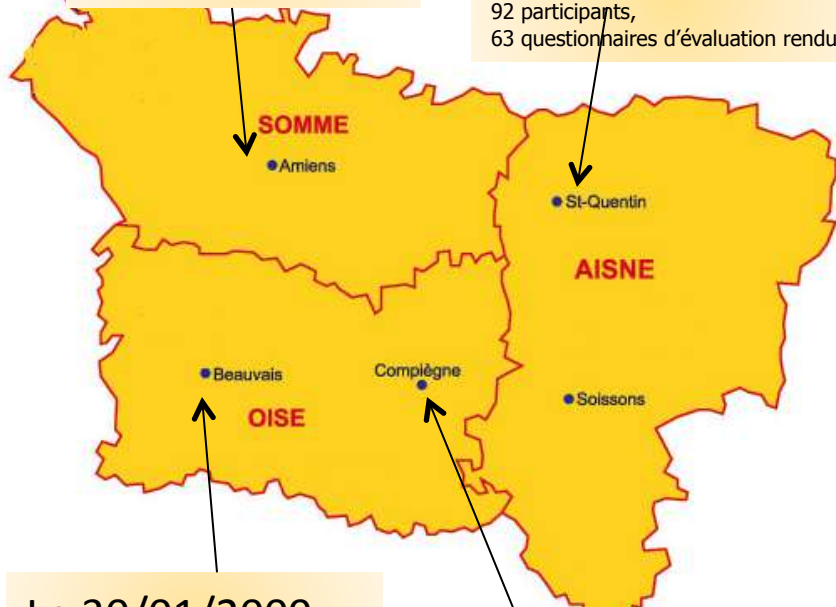 92 participants,
63 questionnaires d'évaluation rendu
SOMME
Amiens
St-Quentin
AISNE
Beauvais
Compiègne
OISE
Soissons